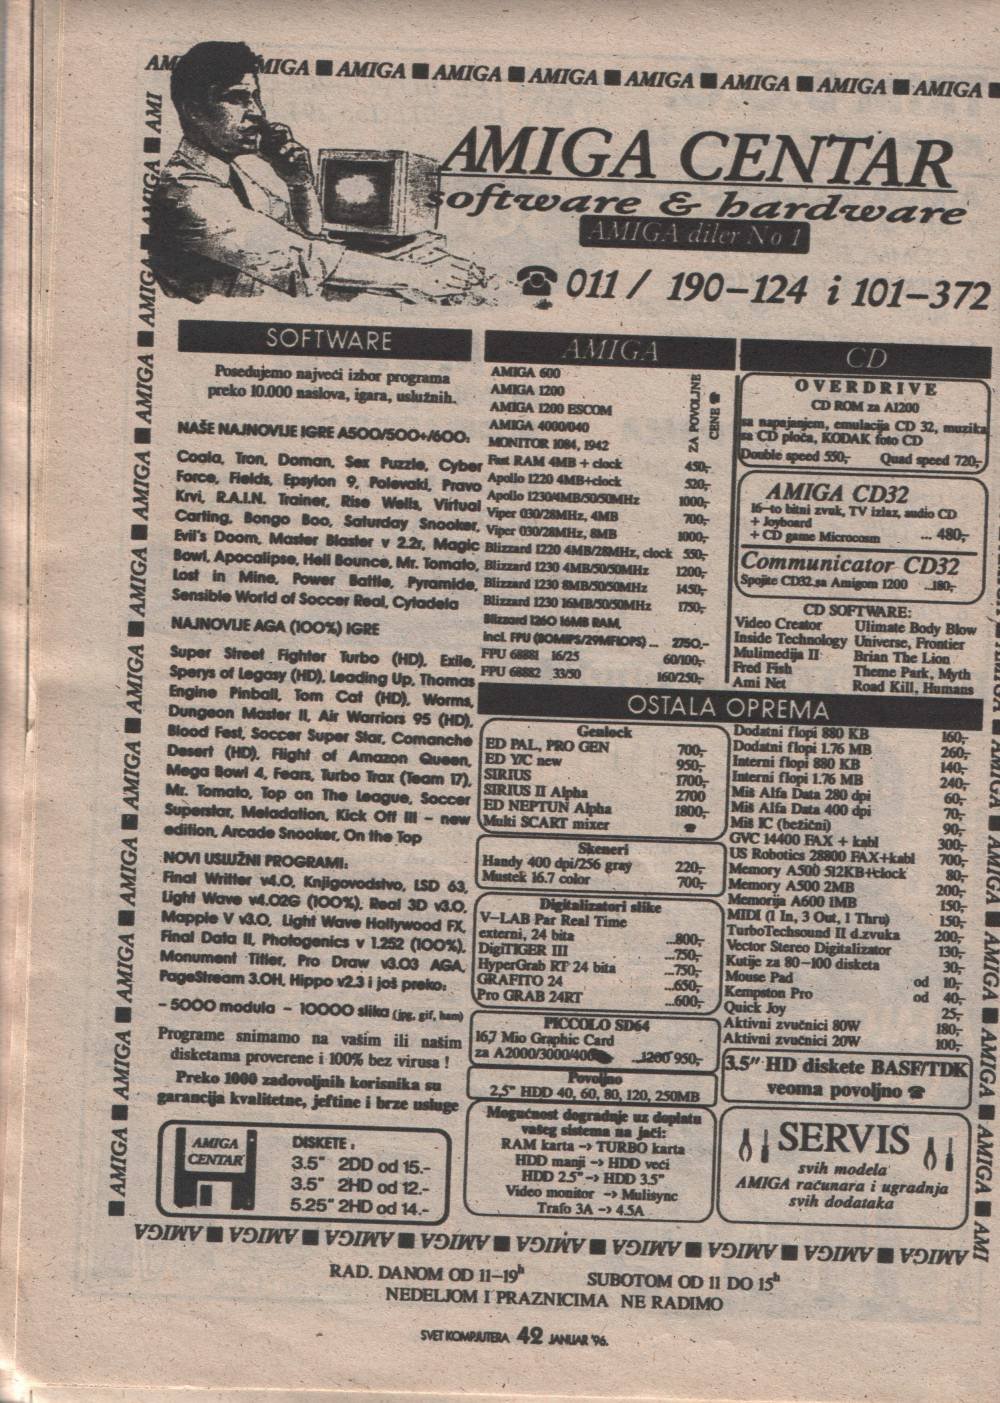 AMIGA ■ AMIGA ■ AMIGA ■ AMIGA ■ AMIGA ■ AMIGA ■ AMIGA ■ AMIGA
AMIGA CENTAR
software & hardware
AMIGA diler No 1
☎ 011 / 190-124 i 101-372
SOFTWARE
Posedujemo najveći izbor programa
preko 10.000 naslova, igara, uslužnih.
NAŠE NAJNOVIJE IGRE A500/500+/600:
Coala, Tron, Doman, Sex Puzzle, Cyber
Force, Fields, Epsylon 9, Polevaki, Pravo
Krvi, R.A.I.N. Trainer, Rise Wells, Virtual
Carting, Bongo Boo, Saturday Snooker,
Evil's Doom, Master Blaster v 2.2r, Magic
Bowl, Apocalipse, Hell Bounce, Mr. Tomato,
Lost in Mine, Power Battle, Pyramide,
Sensible World of Soccer Real, Cytadela
NAJNOVIJE AGA (100%) IGRE
Super Street Fighter Turbo (HD), Exile,
Sperys of Legasy (HD), Leading Up, Thomas
Engine Pinball, Tom Cat (HD), Worms,
Dungeon Master II, Air Warriors 95 (HD),
Blood Fest, Soccer Super Star, Comanche
Desert (HD), Flight of Amazon Queen,
Mega Bowl 4, Fears, Turbo Trax (Team 17),
Mr. Tomato, Top on The League, Soccer
Superstar, Meladation, Kick Off III - new
edition, Arcade Snooker, On the Top
NOVI USLUŽNI PROGRAMI:
Final Writter v4.0, Knjigovodstvo, LSD 63,
Light Wave v4.02G (100%), Real 3D v3.0,
Mapple V v3.0, Light Wave Hollywood FX,
Final Data II, Photogenics v 1.252 (100%),
Monument Titler, Pro Draw v3.03 AGA,
PageStream 3.0H, Hippo v2.3 i još preko:
- 5000 modula - 10000 slika (jpg, gif, ham)
Programe snimamo na vašim ili našim
disketama proverene i 100% bez virusa !
Preko 1000 zadovoljnih korisnika su
garancija kvalitetne, jeftine i brze usluge
AMIGA
CENTAR
DISKETE :
3.5" 2DD od 15.-
3.5" 2HD od 12.-
5.25" 2HD od 14.-
AMIGA
AMIGA 600
AMIGA 1200
AMIGA 1200 ESCOM
AMIGA 4000/040
MONITOR 1084, 1942
ZA POVOLJNE
CENE ☎
Fast RAM 4MB + clock 450,-
Apollo 1220 4MB+clock 520,-
Apollo 1230/4MB/50/50MHz 1000,-
Viper 030/28MHz, 4MB 700,-
Viper 030/28MHz, 8MB 1000,-
Blizzard 1220 4MB/28MHz, clock 550,-
Blizzard 1230 4MB/50/50MHz 1200,-
Blizzard 1230 8MB/50/50MHz 1450,-
Blizzard 1230 16MB/50/50MHz 1750,-
Blizzard 1260 16MB RAM,
incl. FPU (80MIPS/29MFlOPS) ... 2750.-
FPU 68881 16/25 60/100,-
FPU 68882 33/50 160/250,-
CD
OVERDRIVE
CD ROM za A1200
sa napajanjem, emulacija CD 32, muzika
sa CD ploča, KODAK foto CD
Double speed 550,- Quad speed 720,-
AMIGA CD32
16-to bitni zvuk, TV izlaz, audio CD
+ Joyboard
+ CD game Microcosm ... 480,-
Communicator CD32
Spojite CD32 sa Amigom 1200 ..180,-
CD SOFTWARE:
Video Creator Ulimate Body Blow
Inside Technology Universe, Frontier
Mulimedija II Brian The Lion
Fred Fish Theme Park, Myth
Ami Net Road Kill, Humans
OSTALA OPREMA
Genlock
ED PAL, PRO GEN 700,-
ED Y/C new 950,-
SIRIUS 1700,-
SIRIUS II Alpha 2700
ED NEPTUN Alpha 1800,-
Multi SCART mixer ☎
Skeneri
Handy 400 dpi/256 gray 220,-
Mustek 16.7 color 700,-
Digitalizatori slike
V-LAB Par Real Time
externi, 24 bita ...800,-
DigiTIGER III ...750,-
HyperGrab RT 24 bita ...750,-
GRAFITO 24 ...650,-
Pro GRAB 24RT ...600,-
PICCOLO SD64
16,7 Mio Graphic Card
za A2000/3000/4000 ...1200 950,-
Povoljno
2,5" HDD 40, 60, 80, 120, 250MB
Mogućnost dogradnje uz doplatu
vašeg sistema na jači:
RAM karta -> TURBO karta
HDD manji -> HDD veći
HDD 2.5" -> HDD 3.5"
Video monitor -> Mulisync
Trafo 3A -> 4.5A
Dodatni flopi 880 KB 160,-
Dodatni flopi 1.76 MB 260,-
Interni flopi 880 KB 140,-
Interni flopi 1.76 MB 240,-
Miš Alfa Data 280 dpi 60,-
Miš Alfa Data 400 dpi 70,-
Miš IC (bežični) 90,-
GVC 14400 FAX + kabl 300,-
US Robotics 28800 FAX+kabl 700,-
Memory A500 512KB+clock 80,-
Memory A500 2MB 200,-
Memorija A600 1MB 150,-
MIDI (1 In, 3 Out, 1 Thru) 150,-
TurboTechsound II d.zvuka 200,-
Vector Stereo Digitalizator 130,-
Kutije za 80-100 disketa 30,-
Mouse Pad od 10,-
Kempston Pro od 40,-
Quick Joy 25,-
Aktivni zvučnici 80W 180,-
Aktivni zvučnici 20W 100,-
3.5" HD diskete BASF/TDK
veoma povoljno ☎
SERVIS
svih modela
AMIGA računara i ugradnja
svih dodataka
AMIGA ■ AMIGA ■ AMIGA ■ AMIGA ■ AMIGA ■ AMIGA ■ AMIGA ■ AMIGA ■ AMIGA
RAD. DANOM OD 11-19h SUBOTOM OD 11 DO 15h
NEDELJOM I PRAZNICIMA NE RADIMO
SVET KOMPJUTERA 42 JANUAR '96.